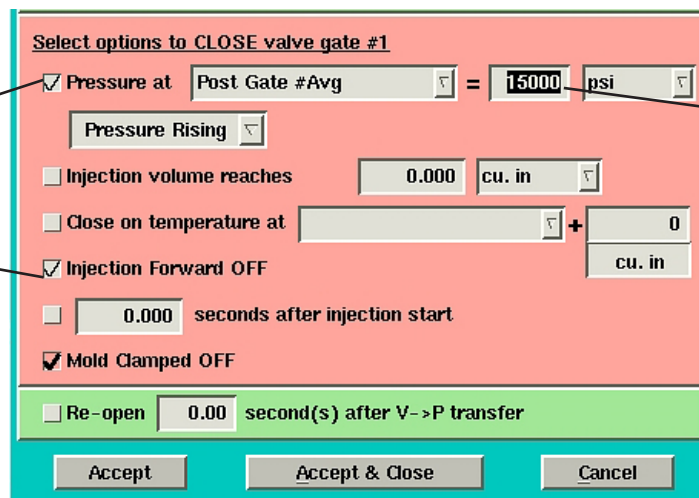 Select options to CLOSE valve gate #1
Pressure at Post Gate #Avg = 15000 psi
Pressure Rising
Injection volume reaches 0.000 cu. in
Close on temperature at + 0
cu. in
Injection Forward OFF
0.000 seconds after injection start
Mold Clamped OFF
Re-open 0.00 second(s) after V->P transfer
Accept Accept & Close Cancel